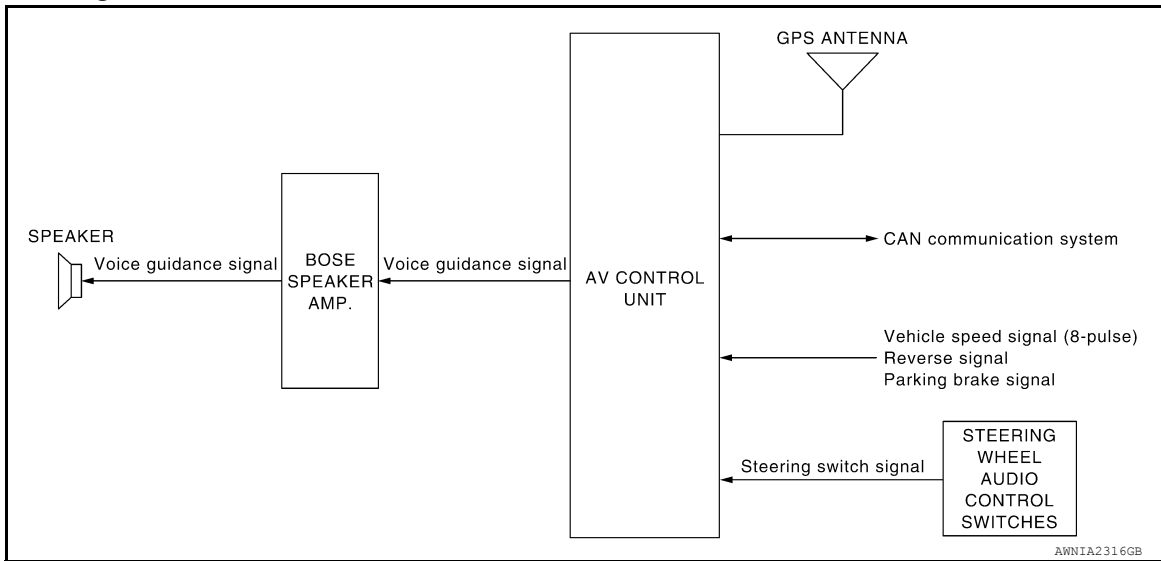 GPS ANTENNA
SPEAKER
Voice guidance signal
BOSE
SPEAKER
AMP.
Voice guidance signal
AV CONTROL
UNIT
CAN communication system
Vehicle speed signal (8-pulse)
Reverse signal
Parking brake signal
Steering switch signal
STEERING
WHEEL
AUDIO
CONTROL
SWITCHES
AWNIA2316GB